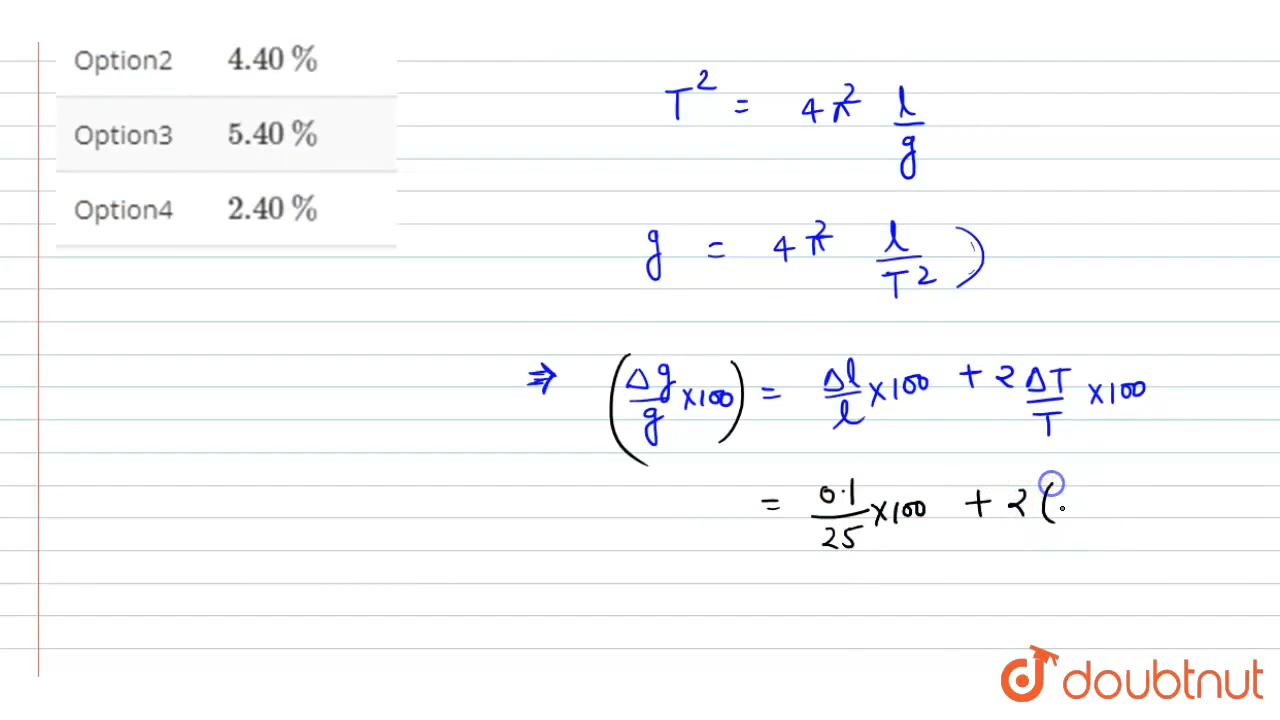 Option2 4.40 %
Option3 5.40 %
Option4 2.40 %
T² = 4π² l/g
g = 4π² l/T² )
⇒ (Δg/g ×100) = Δl/l ×100 + 2 ΔT/T ×100
= 0.1/25 ×100 + 2 (
doubtnut